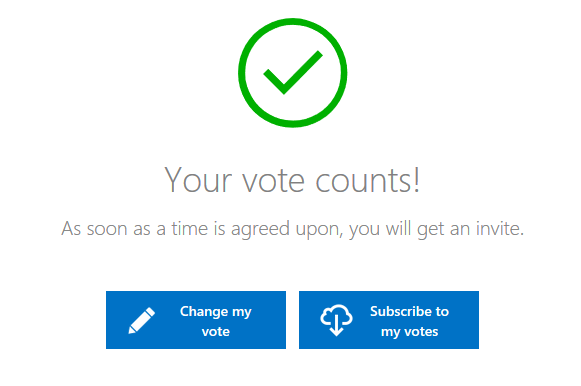 Your vote counts!
As soon as a time is agreed upon, you will get an invite.
Change my
vote
Subscribe to
my votes